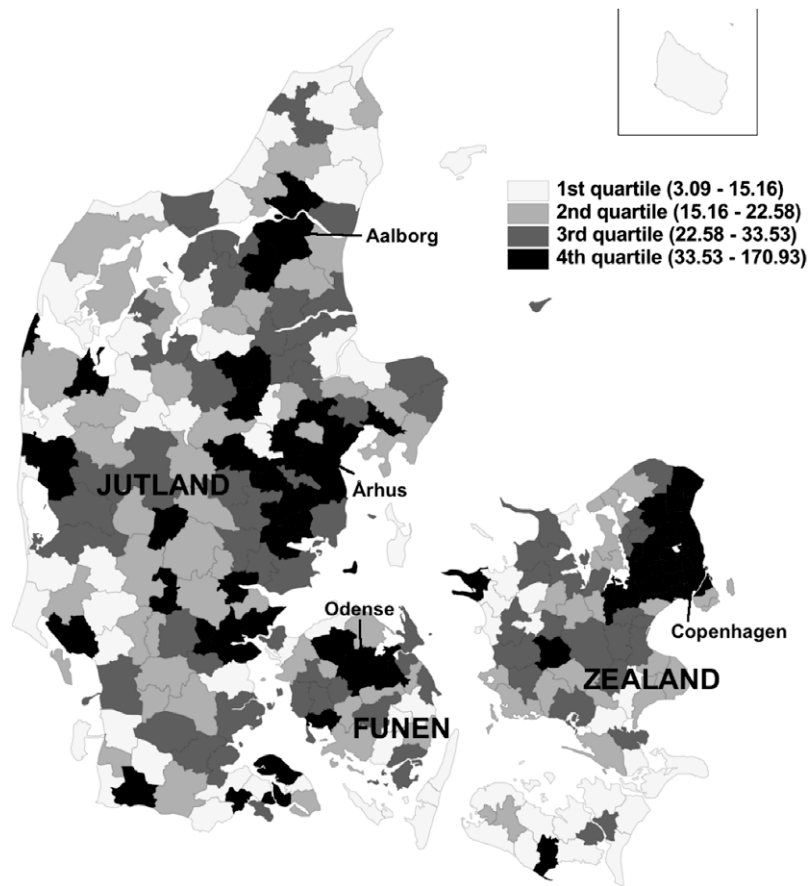 1st quartile (3.09 - 15.16)
2nd quartile (15.16 - 22.58)
3rd quartile (22.58 - 33.53)
4th quartile (33.53 - 170.93)
Aalborg
JUTLAND
Århus
Odense
Copenhagen
ZEALAND
FUNEN